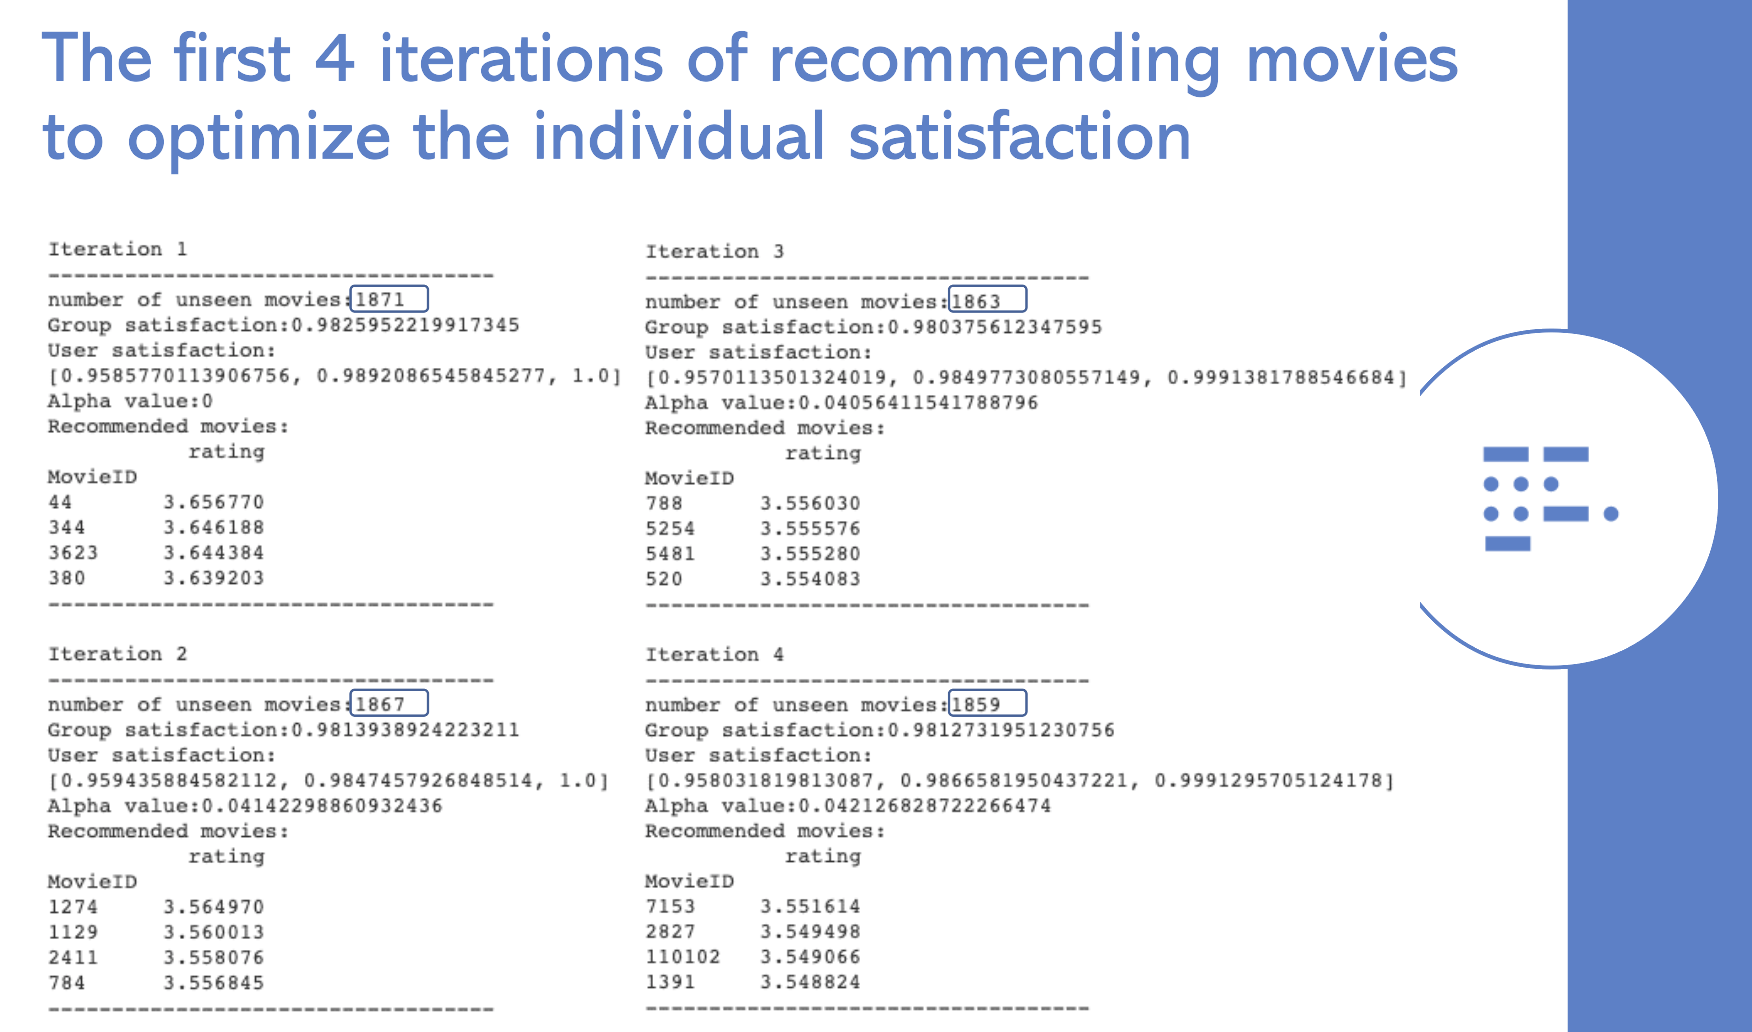 The first 4 iterations of recommending movies
to optimize the individual satisfaction
Iteration 1
-----------------------------------
number of unseen movies:1871
Group satisfaction:0.9825952219917345
User satisfaction:
[0.9585770113906756, 0.9892086545845277, 1.0]
Alpha value:0
Recommended movies:
rating
MovieID
44 3.656770
344 3.646188
3623 3.644384
380 3.639203
-----------------------------------
Iteration 2
-----------------------------------
number of unseen movies:1867
Group satisfaction:0.9813938924223211
User satisfaction:
[0.959435884582112, 0.9847457926848514, 1.0]
Alpha value:0.04142298860932436
Recommended movies:
rating
MovieID
1274 3.564970
1129 3.560013
2411 3.558076
784 3.556845
-----------------------------------
Iteration 3
-----------------------------------
number of unseen movies:1863
Group satisfaction:0.980375612347595
User satisfaction:
[0.9570113501324019, 0.9849773080557149, 0.9991381788546684]
Alpha value:0.04056411541788796
Recommended movies:
rating
MovieID
788 3.556030
5254 3.555576
5481 3.555280
520 3.554083
-----------------------------------
Iteration 4
-----------------------------------
number of unseen movies:1859
Group satisfaction:0.9812731951230756
User satisfaction:
[0.958031819813087, 0.9866581950437221, 0.9991295705124178]
Alpha value:0.042126828722266474
Recommended movies:
rating
MovieID
7153 3.551614
2827 3.549498
110102 3.549066
1391 3.548824
-----------------------------------